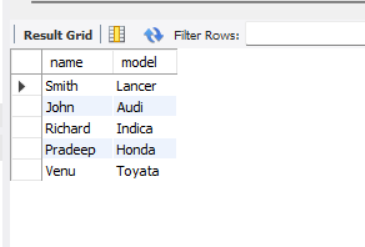 Result Grid Filter Rows:
name model
Smith Lancer
John Audi
Richard Indica
Pradeep Honda
Venu Toyata